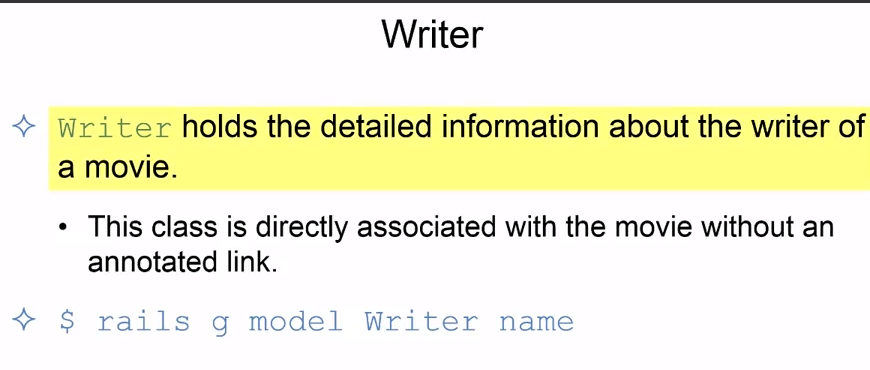 Writer
Writer holds the detailed information about the writer of
a movie.
• This class is directly associated with the movie without an
annotated link.
$ rails g model Writer name